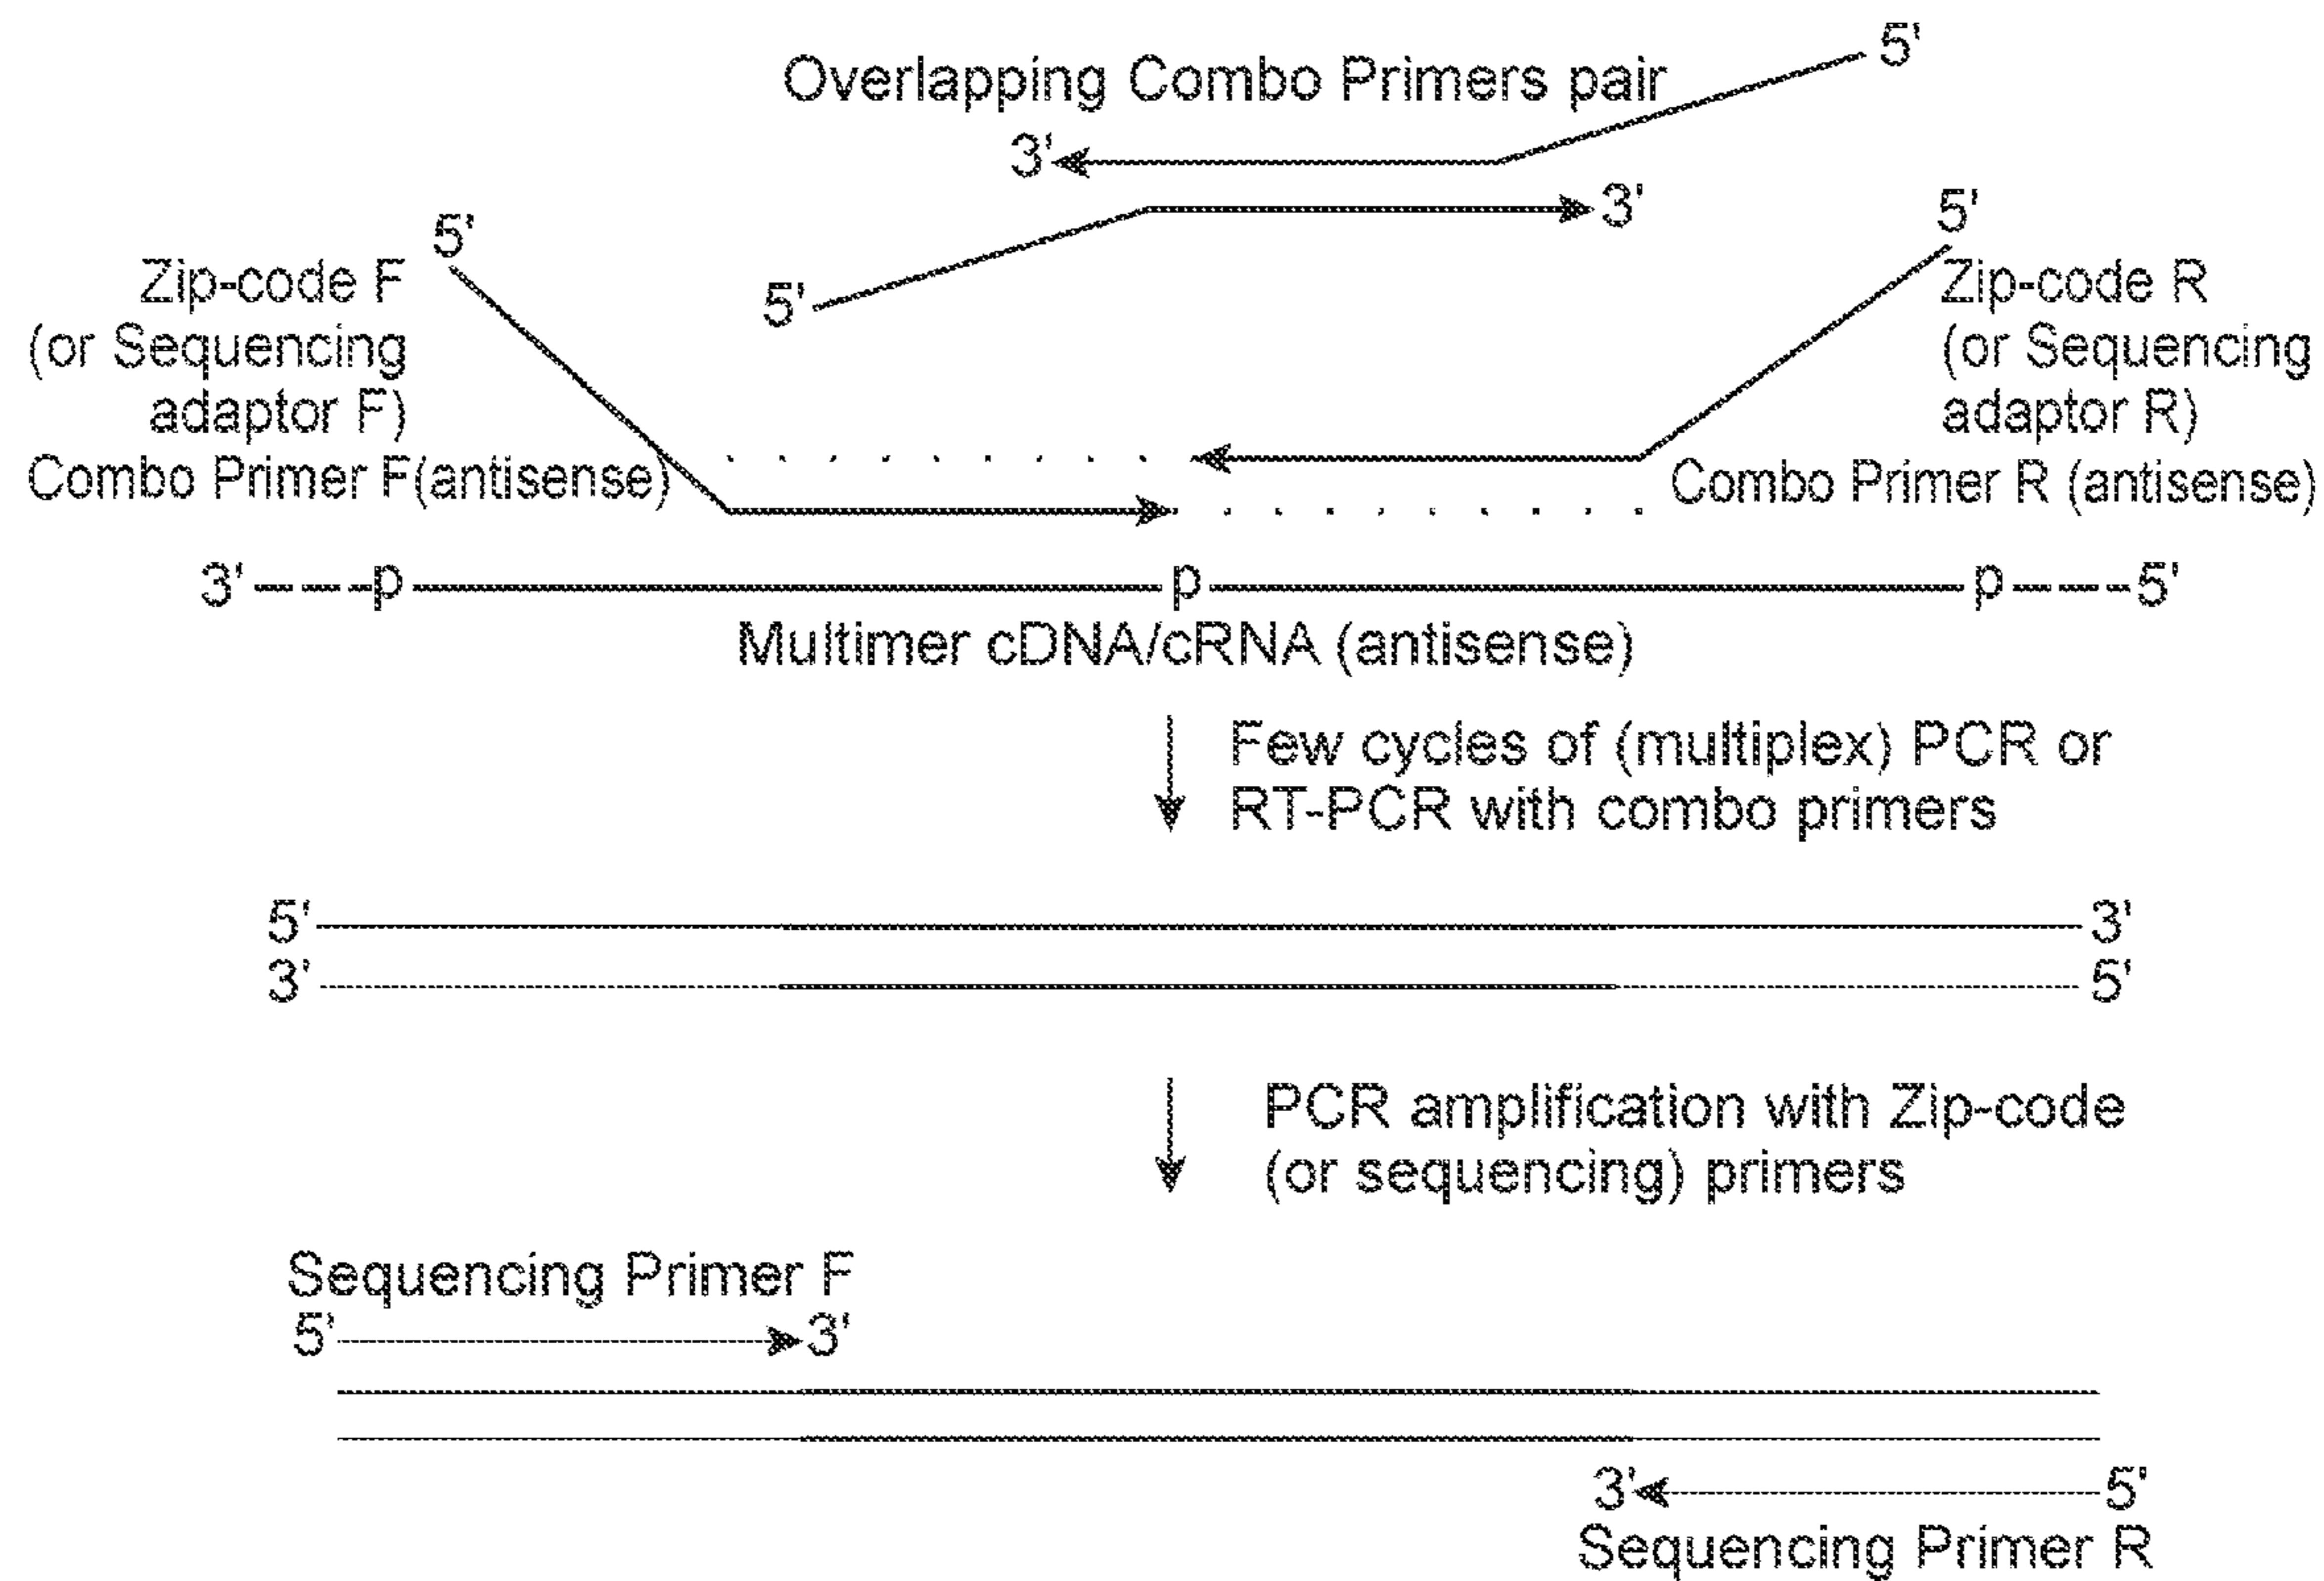 5'
Overlapping Combo Primers pair
3'
3'
5'
5'
5'
Zip-code F
(or Sequencing
adaptor F)
Combo Primer F(antisense)
Zip-code R
(or Sequencing
adaptor R)
Combo Primer R (antisense)
3' p p p 5'
Multimer cDNA/cRNA (antisense)
Few cycles of (multiplex) PCR or
RT-PCR with combo primers
5' 3'
3' 5'
PCR amplification with Zip-code
(or sequencing) primers
Sequencing Primer F
5' 3'
3' 5'
Sequencing Primer R